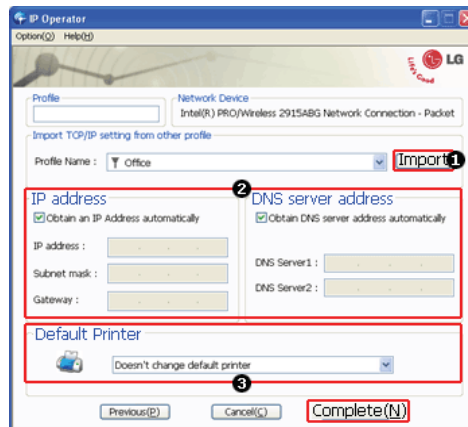 IP Operator
Option(O) Help(H)
Life's Good
LG
Profile
Network Device
Intel(R) PRO/Wireless 2915ABG Network Connection - Packet
Import TCP/IP setting from other profile
Profile Name : Office Import 1
2
IP address DNS server address
Obtain an IP Address automatically Obtain DNS server address automatically
IP address :
Subnet mask : DNS Server1 :
Gateway : DNS Server2 :
Default Printer
Doesn't change default printer
3
Previous(P) Cancel(C) Complete(N)